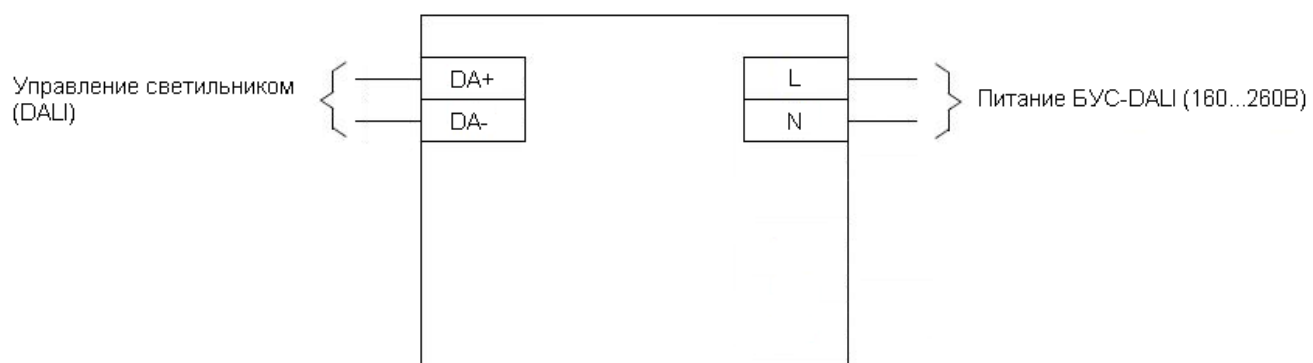 Управление светильником
(DALI)
DA+
DA-
L
N
Питание БУС-DALI (160...260В)